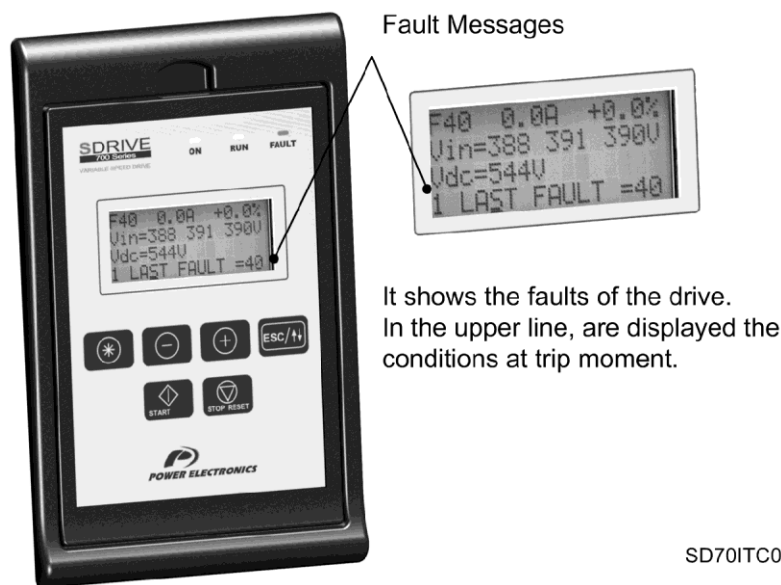 Fault Messages
SDRIVE
700 Series
VARIABLE SPEED DRIVE
ON RUN FAULT
F40 0.0A +0.0%
Vin=388 391 390V
Vdc=544V
1 LAST FAULT =40
ESC/
START
STOP RESET
POWER ELECTRONICS
F40 0.0A +0.0%
Vin=388 391 390V
Vdc=544V
1 LAST FAULT =40
It shows the faults of the drive.
In the upper line, are displayed the
conditions at trip moment.
SD70ITC0